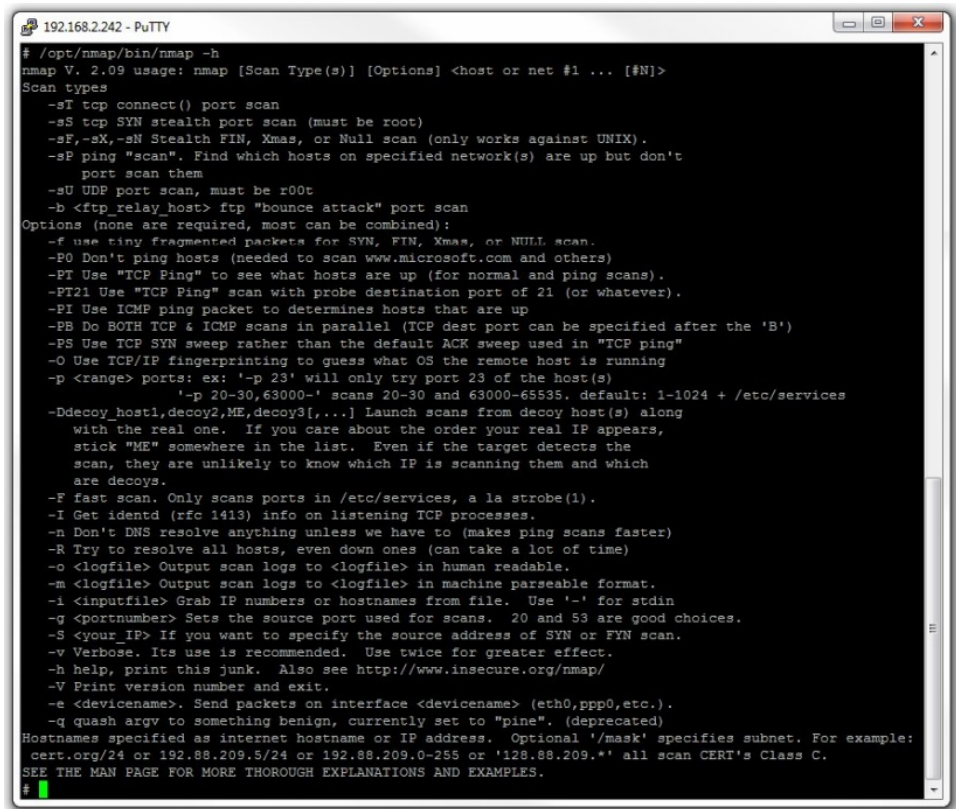 192.168.2.242 - PuTTY
# /opt/nmap/bin/nmap -h
nmap V. 2.09 usage: nmap [Scan Type(s)] [Options] <host or net #1 ... [#N]>
Scan types
-sT tcp connect() port scan
-sS tcp SYN stealth port scan (must be root)
-sF,-sX,-sN Stealth FIN, Xmas, or Null scan (only works against UNIX).
-sP ping "scan". Find which hosts on specified network(s) are up but don't
port scan them
-sU UDP port scan, must be r00t
-b <ftp_relay_host> ftp "bounce attack" port scan
Options (none are required, most can be combined):
-f use tiny fragmented packets for SYN, FIN, Xmas, or NULL scan.
-P0 Don't ping hosts (needed to scan www.microsoft.com and others)
-PT Use "TCP Ping" to see what hosts are up (for normal and ping scans).
-PT21 Use "TCP Ping" scan with probe destination port of 21 (or whatever).
-PI Use ICMP ping packet to determines hosts that are up
-PB Do BOTH TCP & ICMP scans in parallel (TCP dest port can be specified after the 'B')
-PS Use TCP SYN sweep rather than the default ACK sweep used in "TCP ping"
-O Use TCP/IP fingerprinting to guess what OS the remote host is running
-p <range> ports: ex: '-p 23' will only try port 23 of the host(s)
'-p 20-30,63000-' scans 20-30 and 63000-65535. default: 1-1024 + /etc/services
-Ddecoy_host1,decoy2,ME,decoy3[,...] Launch scans from decoy host(s) along
with the real one.  If you care about the order your real IP appears,
stick "ME" somewhere in the list.  Even if the target detects the
scan, they are unlikely to know which IP is scanning them and which
are decoys.
-F fast scan. Only scans ports in /etc/services, a la strobe(1).
-I Get identd (rfc 1413) info on listening TCP processes.
-n Don't DNS resolve anything unless we have to (makes ping scans faster)
-R Try to resolve all hosts, even down ones (can take a lot of time)
-o <logfile> Output scan logs to <logfile> in human readable.
-m <logfile> Output scan logs to <logfile> in machine parseable format.
-i <inputfile> Grab IP numbers or hostnames from file.  Use '-' for stdin
-g <portnumber> Sets the source port used for scans.  20 and 53 are good choices.
-S <your_IP> If you want to specify the source address of SYN or FYN scan.
-v Verbose. Its use is recommended.  Use twice for greater effect.
-h help, print this junk.  Also see http://www.insecure.org/nmap/
-V Print version number and exit.
-e <devicename>. Send packets on interface <devicename> (eth0,ppp0,etc.).
-q quash argv to something benign, currently set to "pine". (deprecated)
Hostnames specified as internet hostname or IP address.  Optional '/mask' specifies subnet. For example:
cert.org/24 or 192.88.209.5/24 or 192.88.209.0-255 or '128.88.209.*' all scan CERT's Class C.
SEE THE MAN PAGE FOR MORE THOROUGH EXPLANATIONS AND EXAMPLES.
#